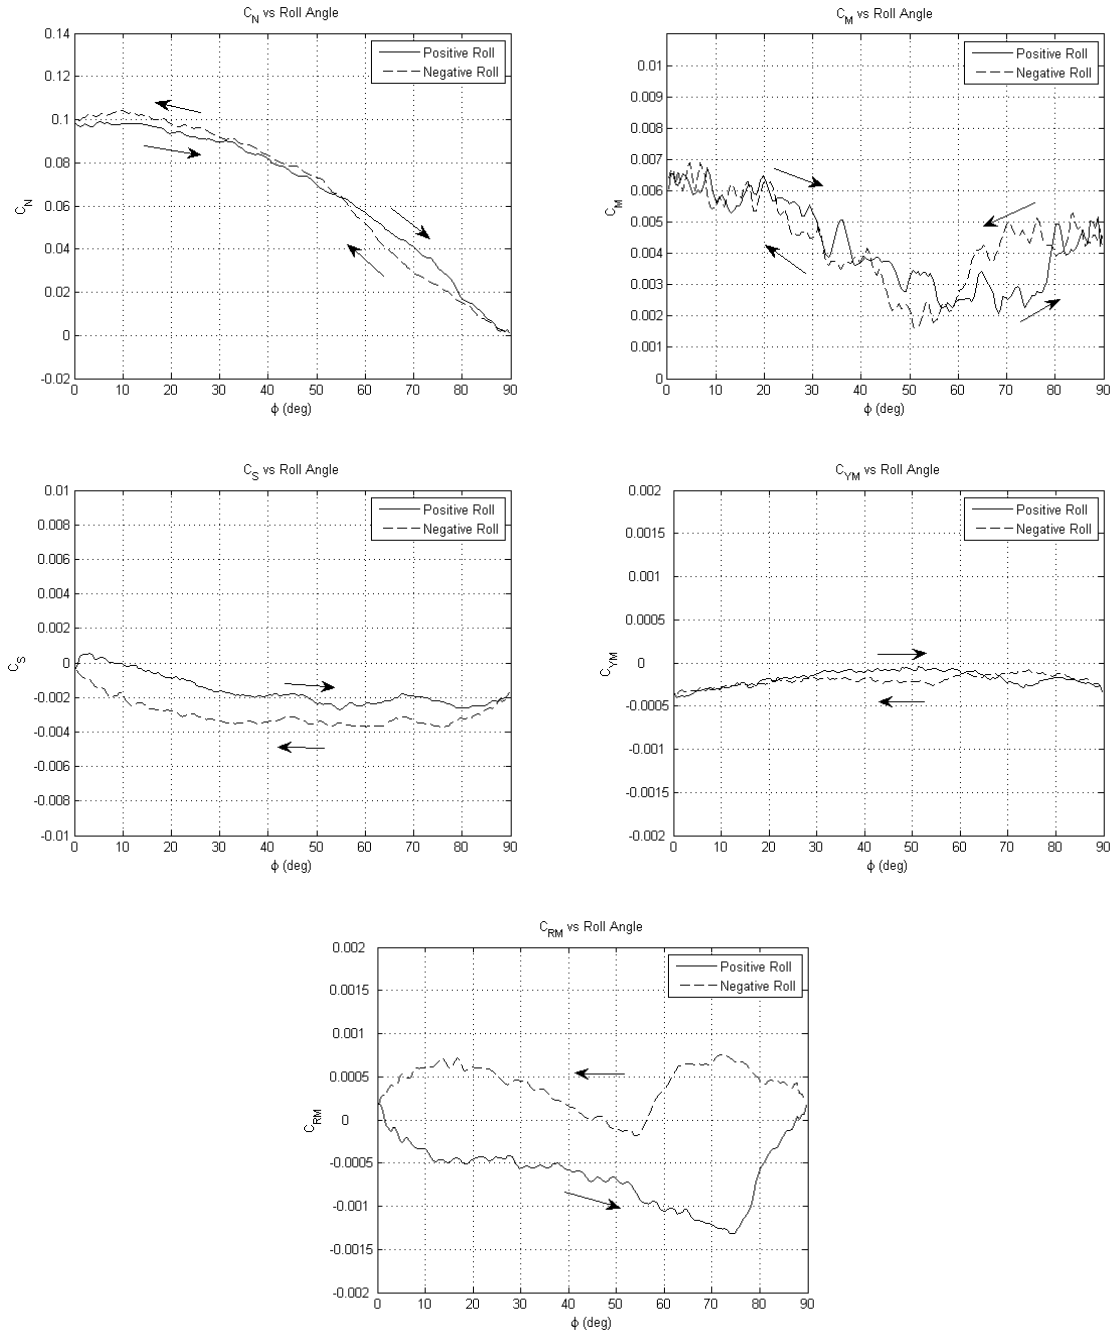 C_N vs Roll Angle
0.14
0.12
0.1
0.08
0.06
0.04
0.02
0
-0.02
C_N
0 10 20 30 40 50 60 70 80 90
ϕ (deg)
Positive Roll
Negative Roll
C_M vs Roll Angle
0.01
0.009
0.008
0.007
0.006
0.005
0.004
0.003
0.002
0.001
0
C_M
0 10 20 30 40 50 60 70 80 90
ϕ (deg)
Positive Roll
Negative Roll
C_S vs Roll Angle
0.01
0.008
0.006
0.004
0.002
0
-0.002
-0.004
-0.006
-0.008
-0.01
C_S
0 10 20 30 40 50 60 70 80 90
ϕ (deg)
Positive Roll
Negative Roll
C_YM vs Roll Angle
0.002
0.0015
0.001
0.0005
0
-0.0005
-0.001
-0.0015
-0.002
C_YM
0 10 20 30 40 50 60 70 80 90
ϕ (deg)
Positive Roll
Negative Roll
C_RM vs Roll Angle
0.002
0.0015
0.001
0.0005
0
-0.0005
-0.001
-0.0015
-0.002
C_RM
0 10 20 30 40 50 60 70 80 90
ϕ (deg)
Positive Roll
Negative Roll